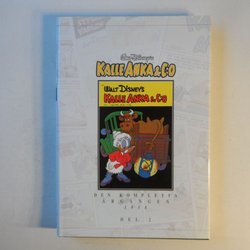 Walt Disney's
KALLE ANKA & CO
WALT DISNEY'S
KALLE ANKA & CO
DEN KOMPLETTA
ÅRGÅNGEN
DEL 2